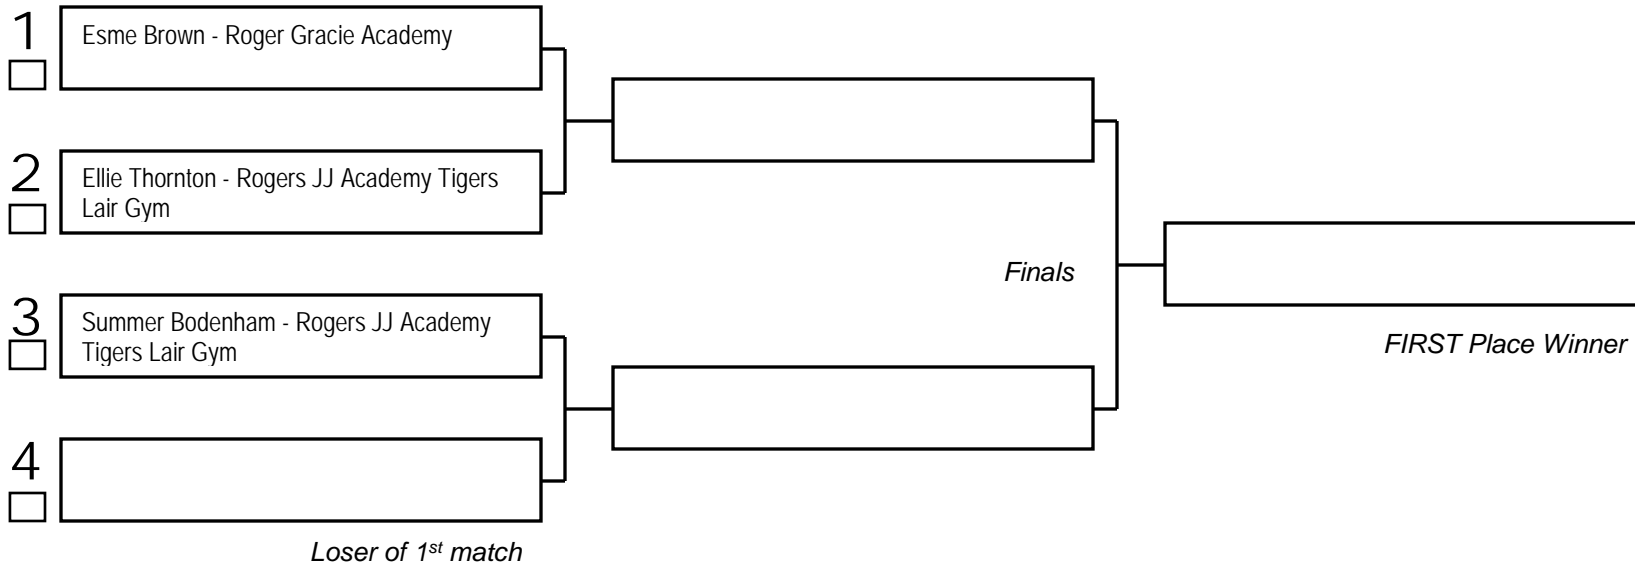 1
Esme Brown - Roger Gracie Academy
2
Ellie Thornton - Rogers JJ Academy Tigers
Lair Gym
Finals
3
Summer Bodenham - Rogers JJ Academy
Tigers Lair Gym
FIRST Place Winner
4
Loser of 1st match